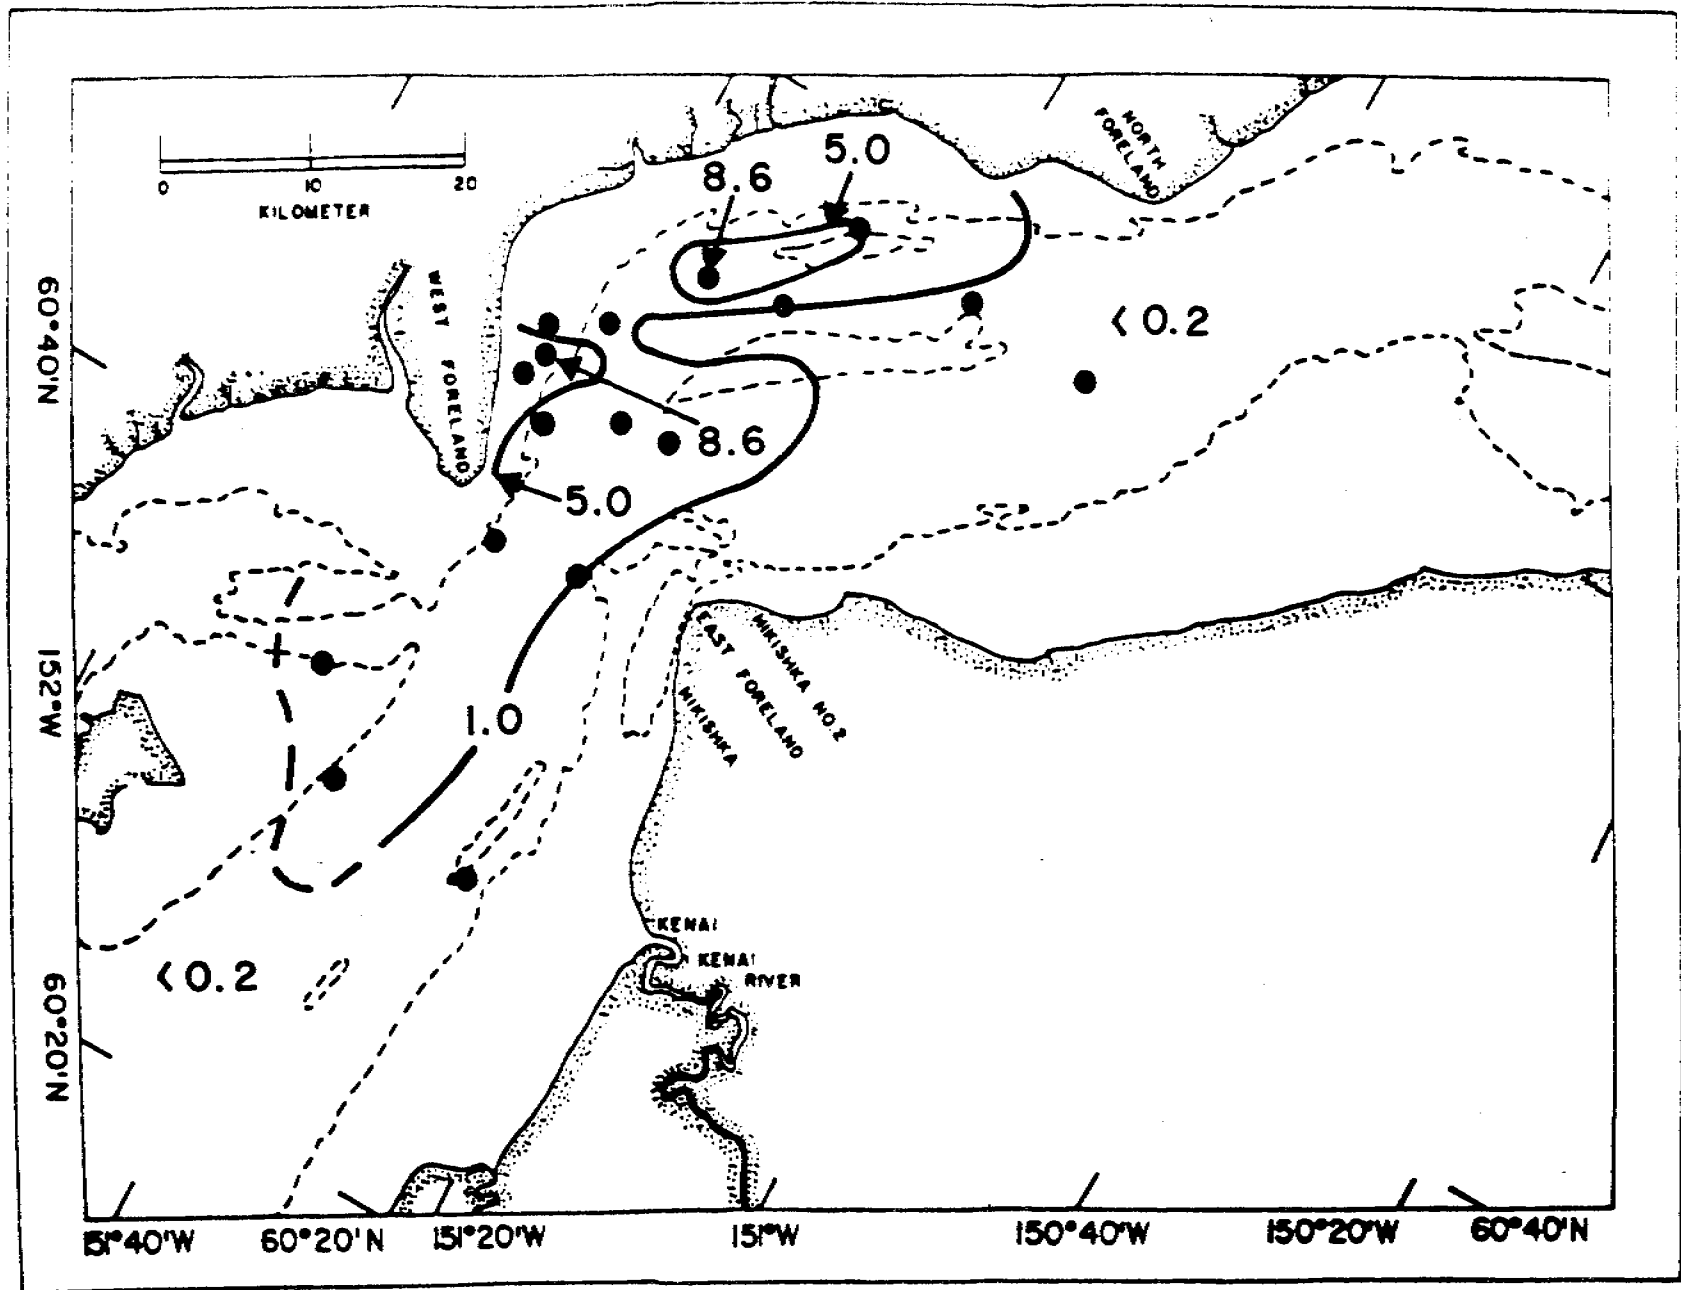 NORTH
FORELAND
5.0
8.6
0 10 20
KILOMETER
WEST FORELAND
60°40'N
< 0.2
8.6
5.0
152°W
1.0
NIKISHKA NO.2
EAST FORELAND
NIKISHKA
KENAI
KENAI
RIVER
< 0.2
60°20'N
151°40'W 60°20'N 151°20'W 151°W 150°40'W 150°20'W 60°40'N